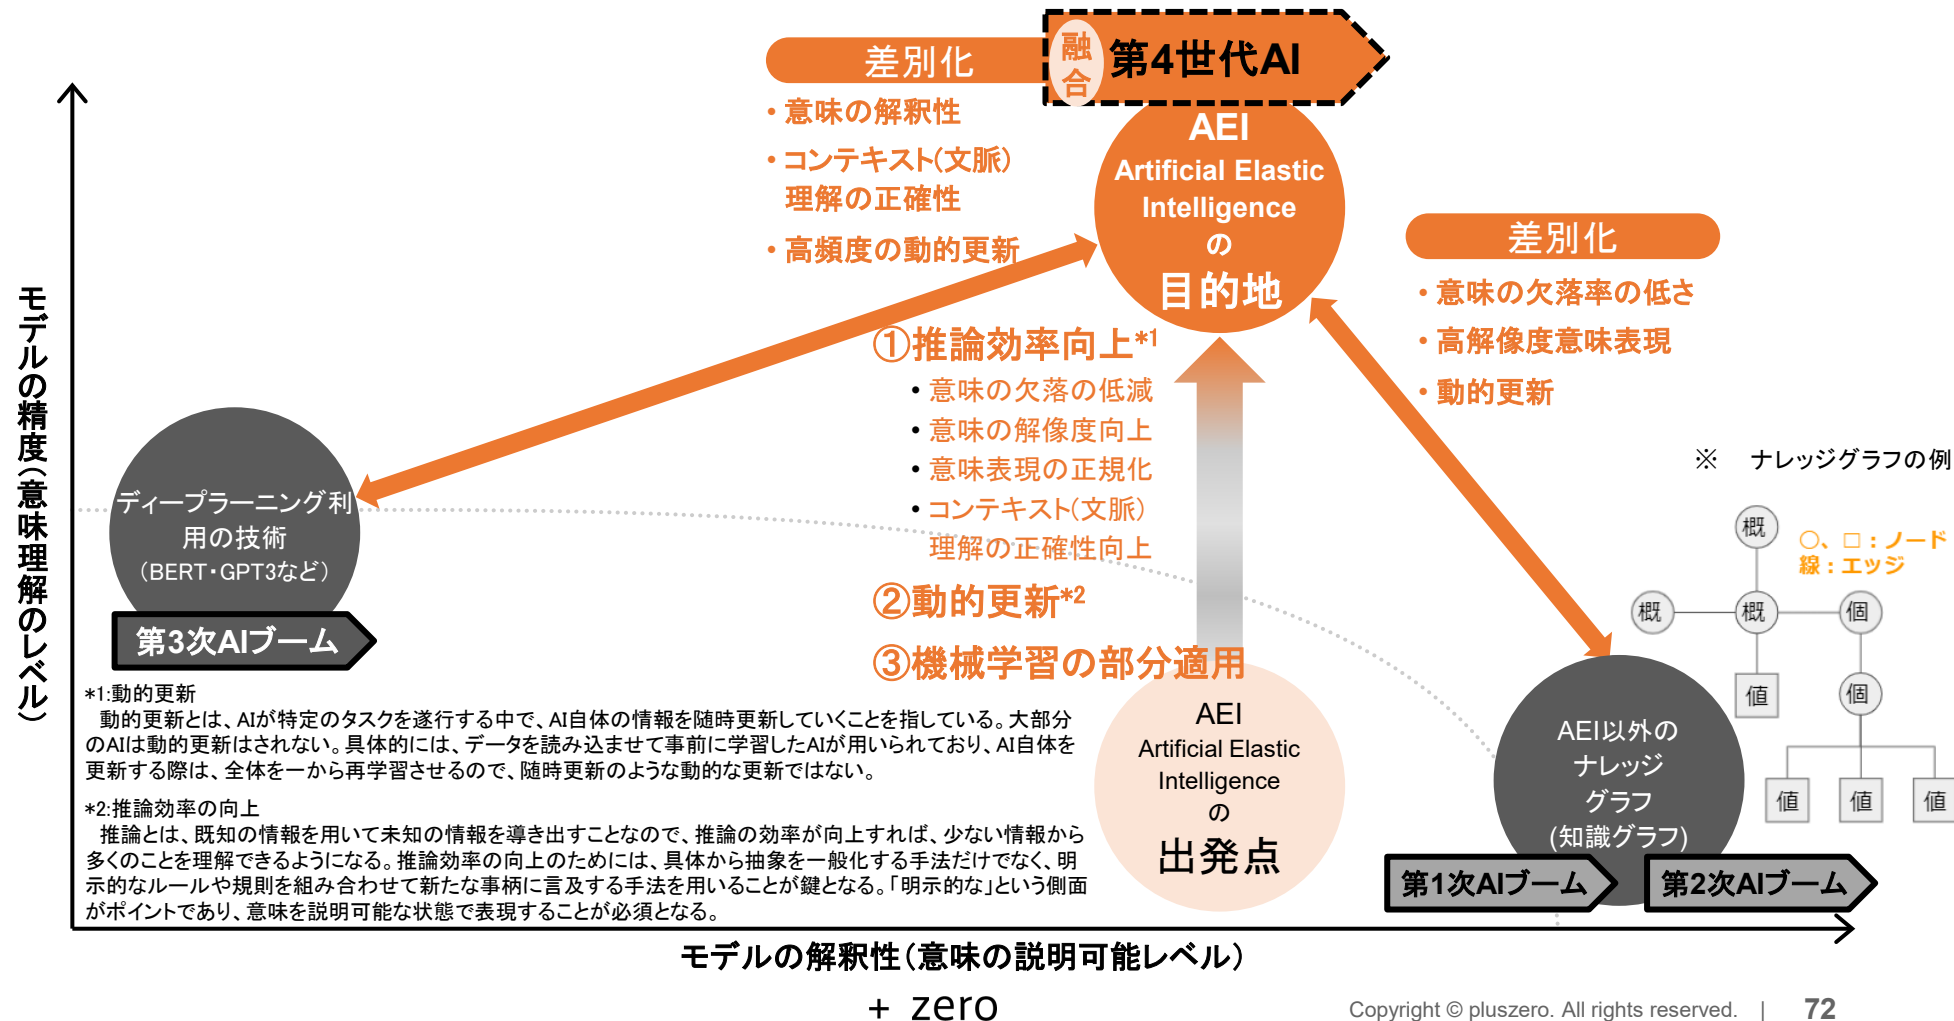 融合
第4世代AI
差別化
・意味の解釈性
・コンテキスト(文脈)
理解の正確性
・高頻度の動的更新
AEI
Artificial Elastic
Intelligence
の
目的地
差別化
・意味の欠落率の低さ
・高解像度意味表現
・動的更新
①推論効率向上*1
• 意味の欠落の低減
• 意味の解像度向上
• 意味表現の正規化
• コンテキスト(文脈)
理解の正確性向上
②動的更新*2
③機械学習の部分適用
モデルの精度（意味理解のレベル）
ディープラーニング利
用の技術
（BERT・GPT3など）
第3次AIブーム
※　ナレッジグラフの例
概
〇、□：ノード
線：エッジ
概
概
個
値
個
値
値
値
*1:動的更新
動的更新とは、AIが特定のタスクを遂行する中で、AI自体の情報を随時更新していくことを指している。大部分
のAIは動的更新はされない。具体的には、データを読み込ませて事前に学習したAIが用いられており、AI自体を
更新する際は、全体を一から再学習させるので、随時更新のような動的な更新ではない。
*2:推論効率の向上
推論とは、既知の情報を用いて未知の情報を導き出すことなので、推論の効率が向上すれば、少ない情報から
多くのことを理解できるようになる。推論効率の向上のためには、具体から抽象を一般化する手法だけでなく、明
示的なルールや規則を組み合わせて新たな事柄に言及する手法を用いることが鍵となる。「明示的な」という側面
がポイントであり、意味を説明可能な状態で表現することが必須となる。
AEI
Artificial Elastic
Intelligence
の
出発点
AEI以外の
ナレッジ
グラフ
(知識グラフ)
第1次AIブーム
第2次AIブーム
モデルの解釈性（意味の説明可能レベル）
+ zero
Copyright © pluszero. All rights reserved. | 72